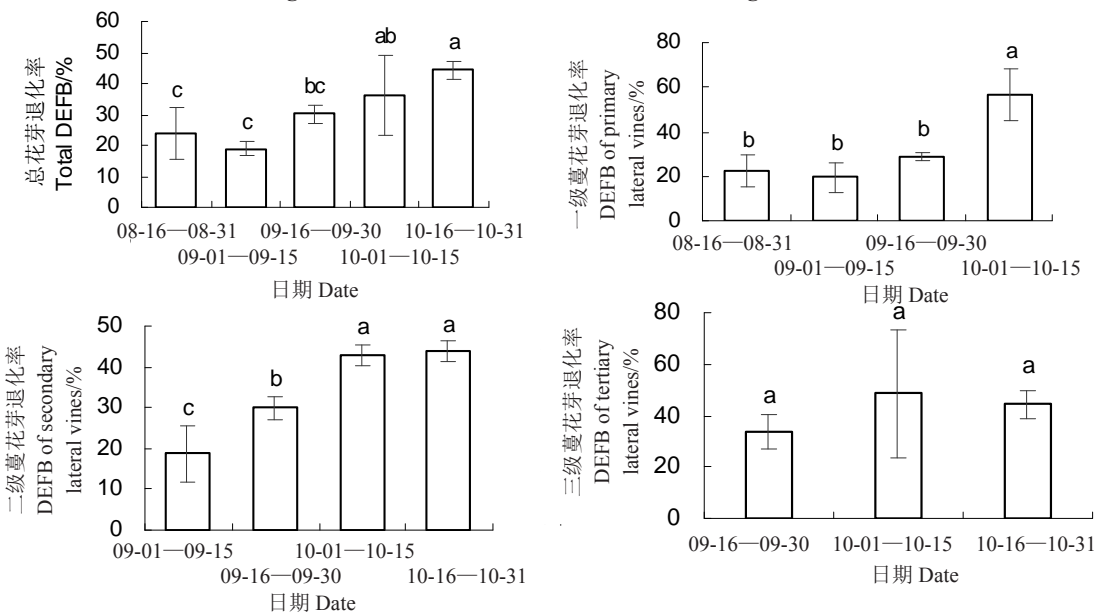 总花芽退化率
Total DEFB/%
60
50
40
30
20
10
0
c
c
bc
ab
a
08-16—08-31
09-16—09-30
10-16—10-31
09-01—09-15
10-01—10-15
日期 Date
一级蔓花芽退化率
DEFB of primary
lateral vines/%
80
60
40
20
0
b
b
b
a
08-16—08-31
09-16—09-30
09-01—09-15
10-01—10-15
日期 Date
二级蔓花芽退化率
DEFB of secondary
lateral vines/%
50
40
30
20
10
0
c
b
a
a
09-01—09-15
10-01—10-15
09-16—09-30
10-16—10-31
日期 Date
三级蔓花芽退化率
DEFB of tertiary
lateral vines/%
80
60
40
20
0
a
a
a
09-16—09-30
10-01—10-15
10-16—10-31
日期 Date